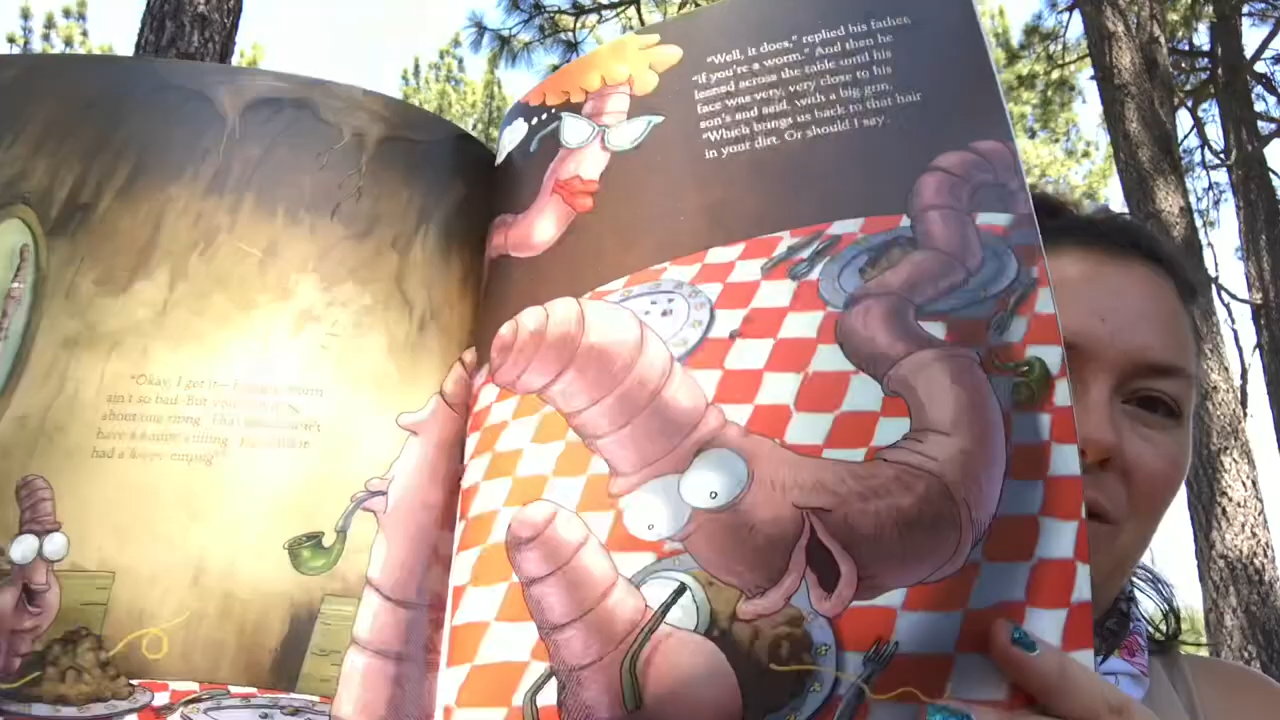 "Okay, I get it— worm
ain't so bad. But
about one thing.
have a
had a happy ending."
"Well, it does," replied his father,
"if you're a worm." And then he
leaned across the table until his
face was very, very close to his
son's and said, with a big grin,
"Which brings us back to that hair
in your dirt. Or should I say